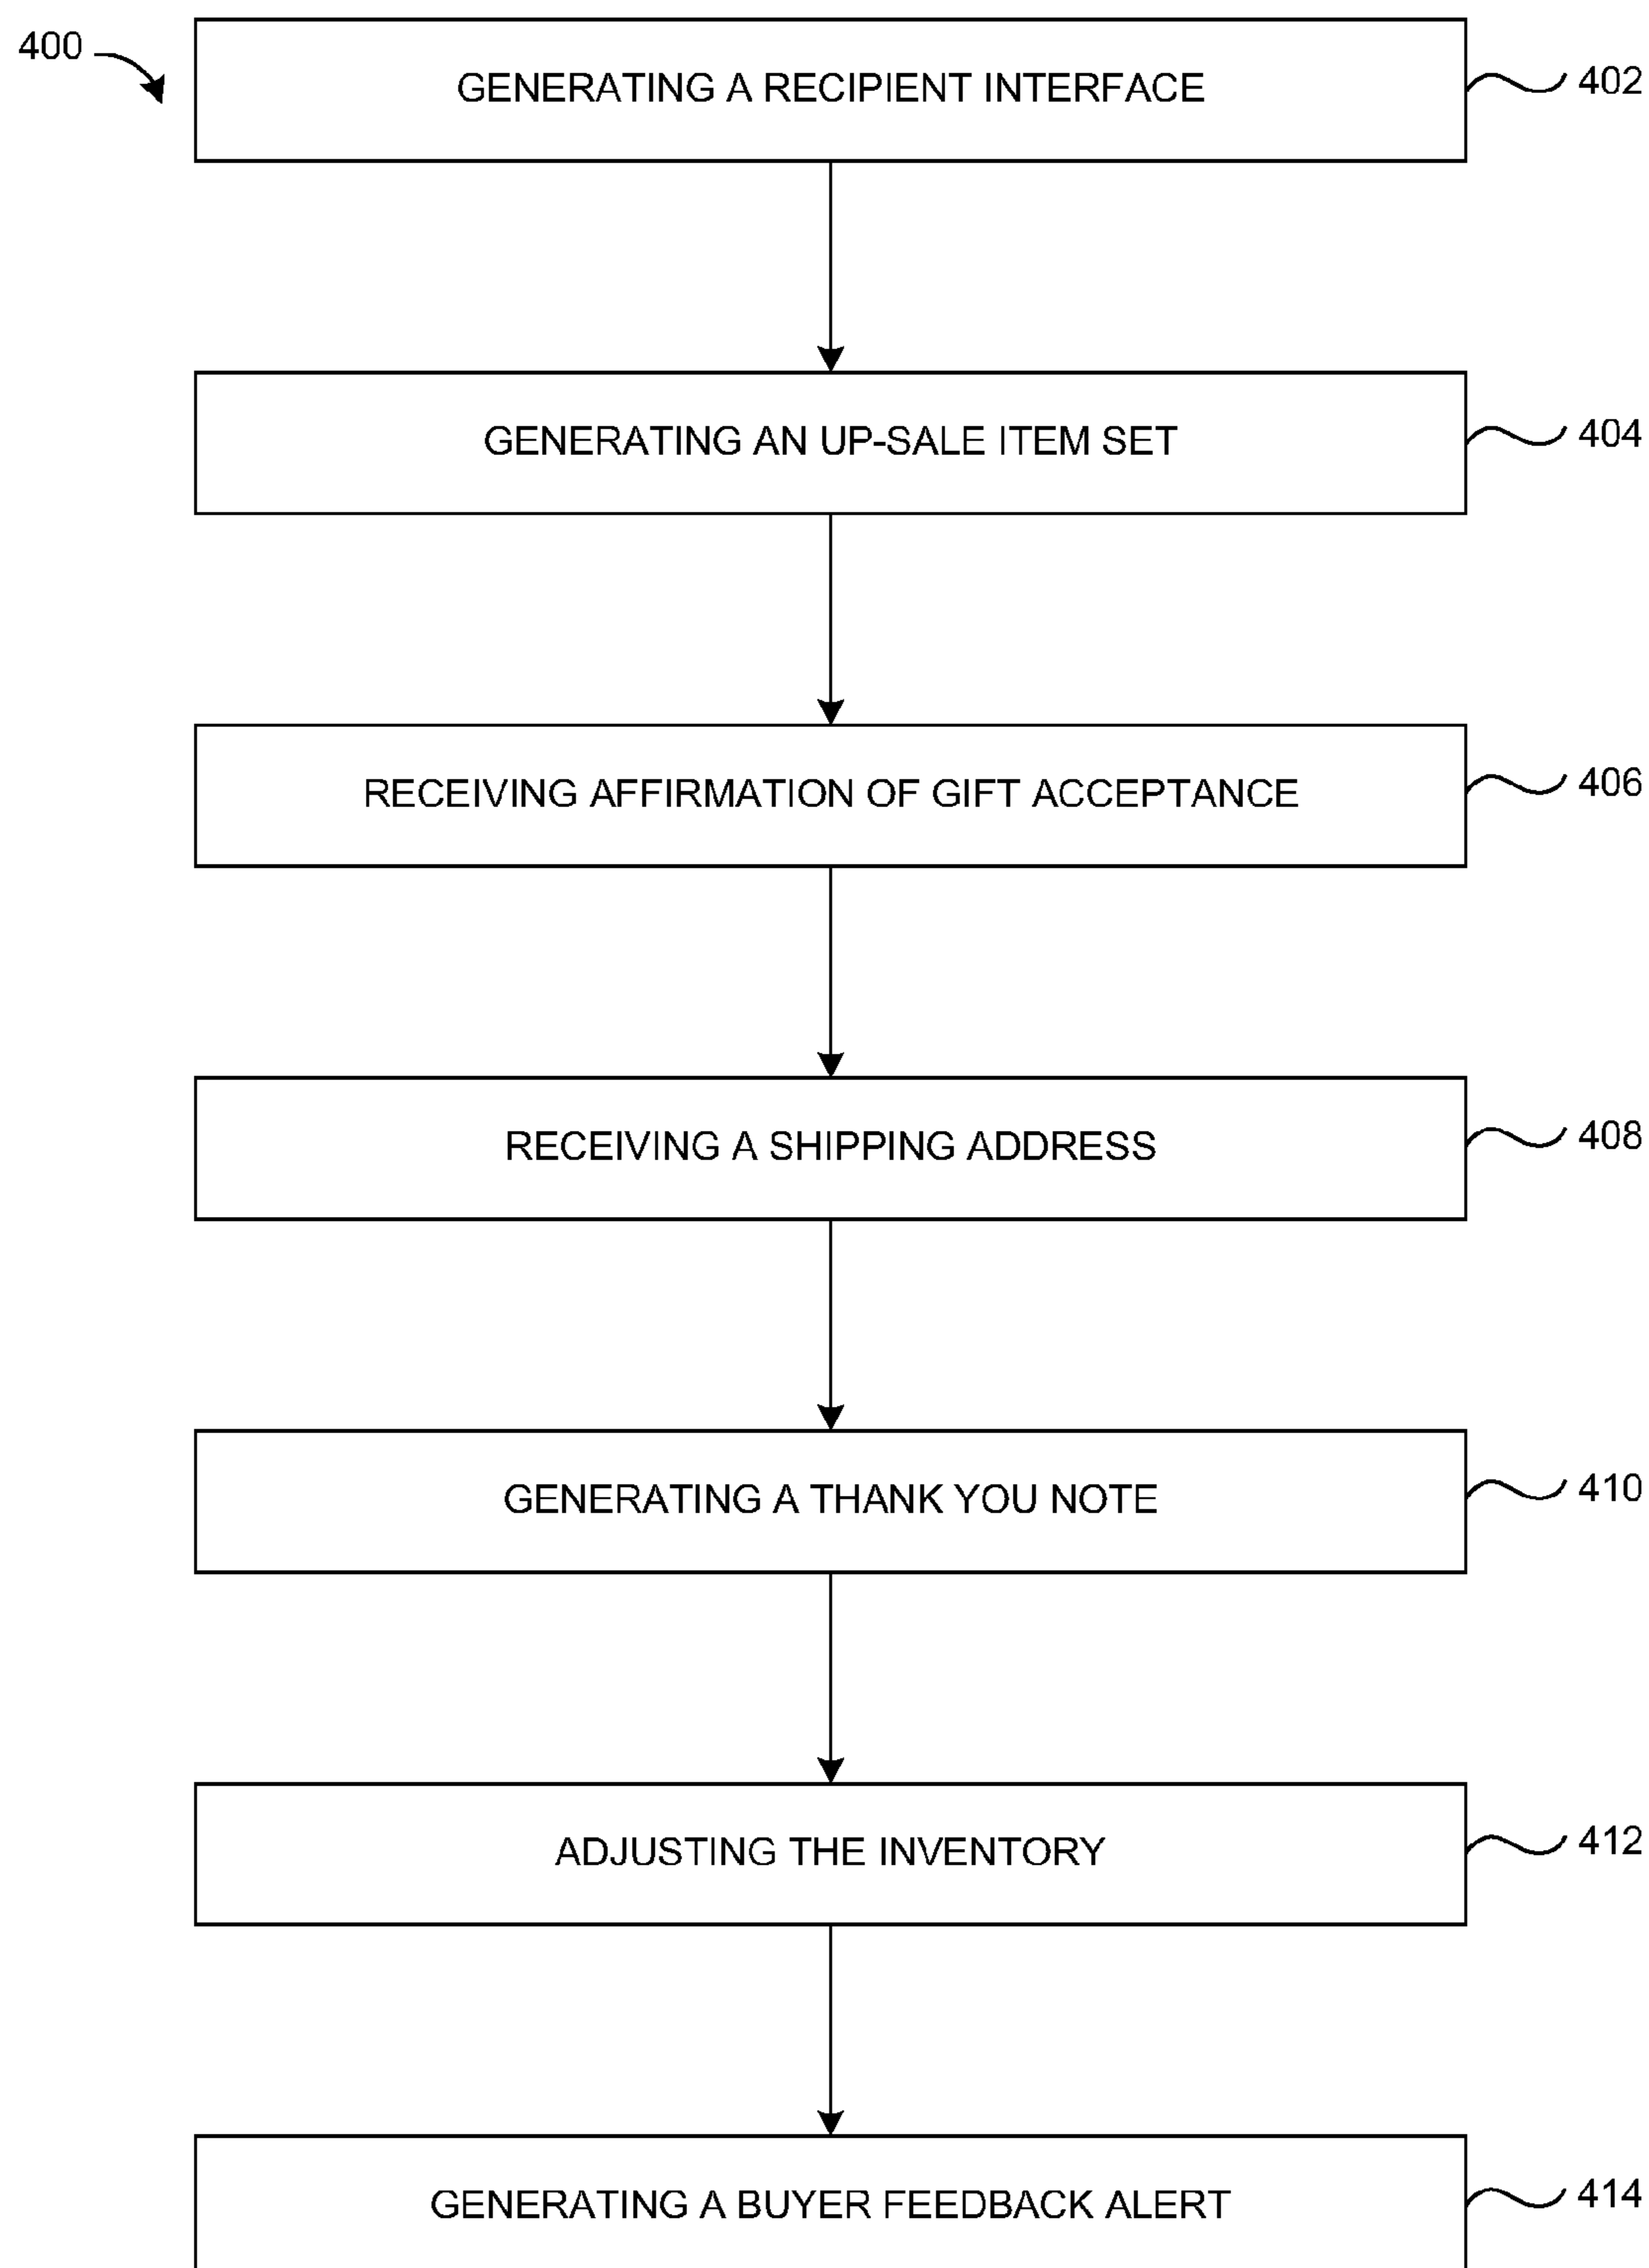 400
GENERATING A RECIPIENT INTERFACE
402
GENERATING AN UP-SALE ITEM SET
404
RECEIVING AFFIRMATION OF GIFT ACCEPTANCE
406
RECEIVING A SHIPPING ADDRESS
408
GENERATING A THANK YOU NOTE
410
ADJUSTING THE INVENTORY
412
GENERATING A BUYER FEEDBACK ALERT
414